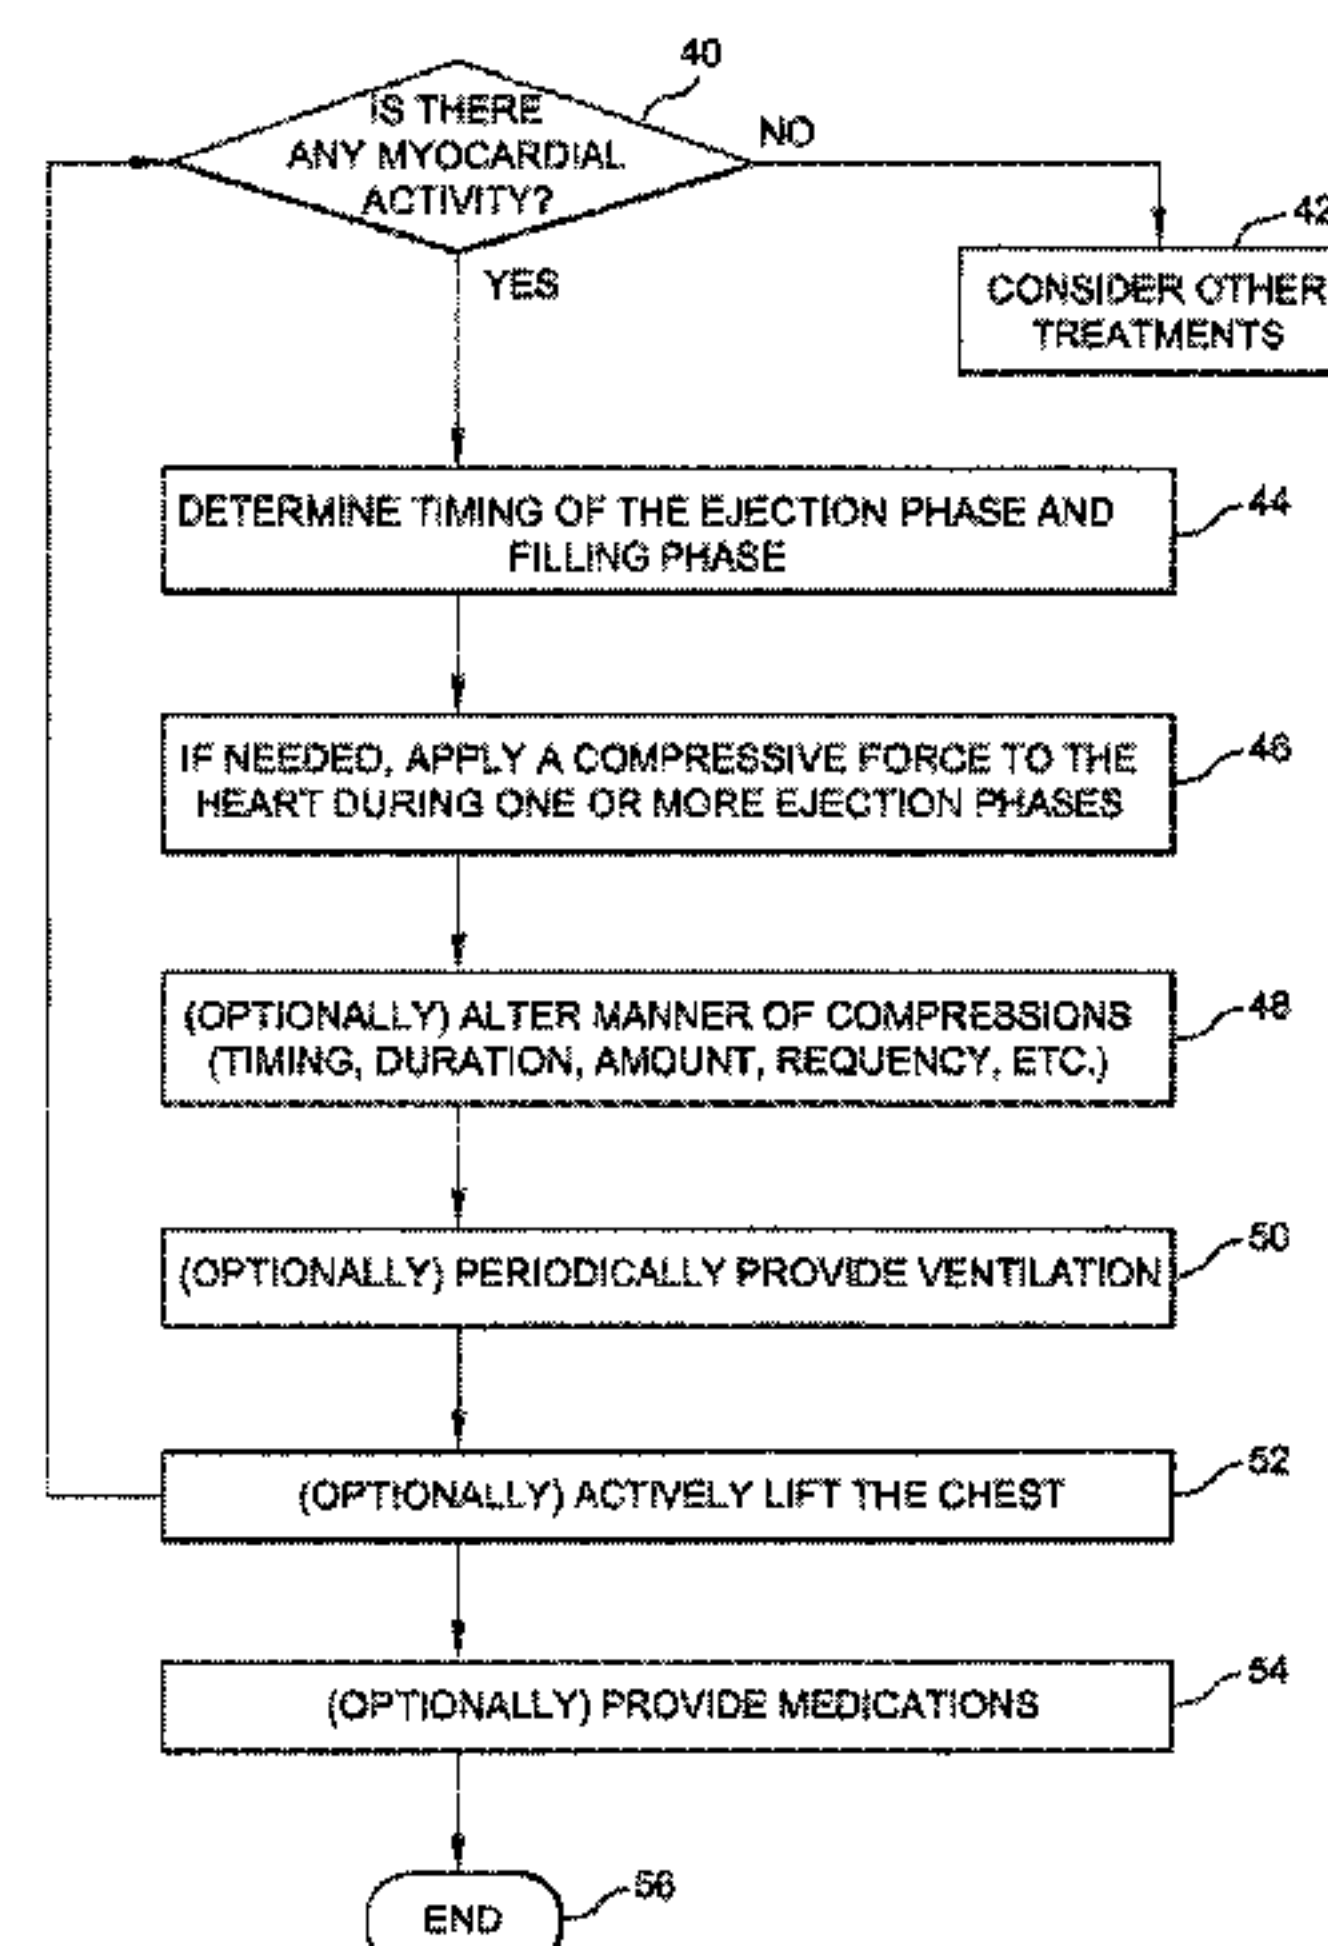 40
IS THERE
ANY MYOCARDIAL
ACTIVITY?
NO
YES
42
CONSIDER OTHER
TREATMENTS
DETERMINE TIMING OF THE EJECTION PHASE AND
FILLING PHASE
44
IF NEEDED, APPLY A COMPRESSIVE FORCE TO THE
HEART DURING ONE OR MORE EJECTION PHASES
46
(OPTIONALLY) ALTER MANNER OF COMPRESSIONS
(TIMING, DURATION, AMOUNT, REQUENCY, ETC.)
48
(OPTIONALLY) PERIODICALLY PROVIDE VENTILATION
50
(OPTIONALLY) ACTIVELY LIFT THE CHEST
52
(OPTIONALLY) PROVIDE MEDICATIONS
54
END
56